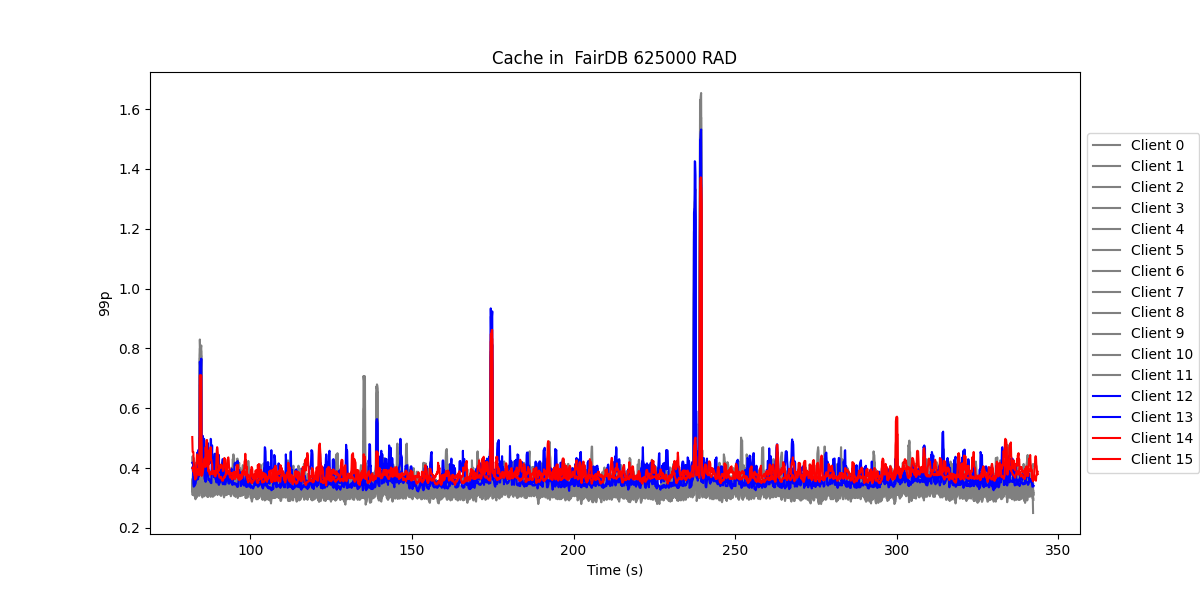 Cache in  FairDB 625000 RAD
99p
1.6
1.4
1.2
1.0
0.8
0.6
0.4
0.2
100
150
200
250
300
350
Time (s)
Client 0
Client 1
Client 2
Client 3
Client 4
Client 5
Client 6
Client 7
Client 8
Client 9
Client 10
Client 11
Client 12
Client 13
Client 14
Client 15